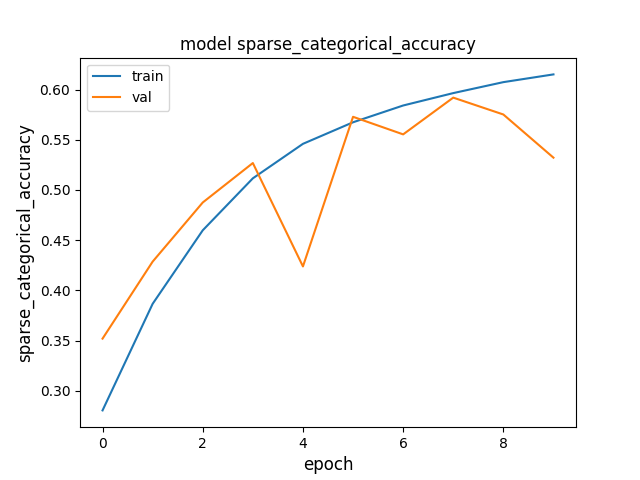 model sparse_categorical_accuracy
train
val
sparse_categorical_accuracy
0.60
0.55
0.50
0.45
0.40
0.35
0.30
0 2 4 6 8
epoch